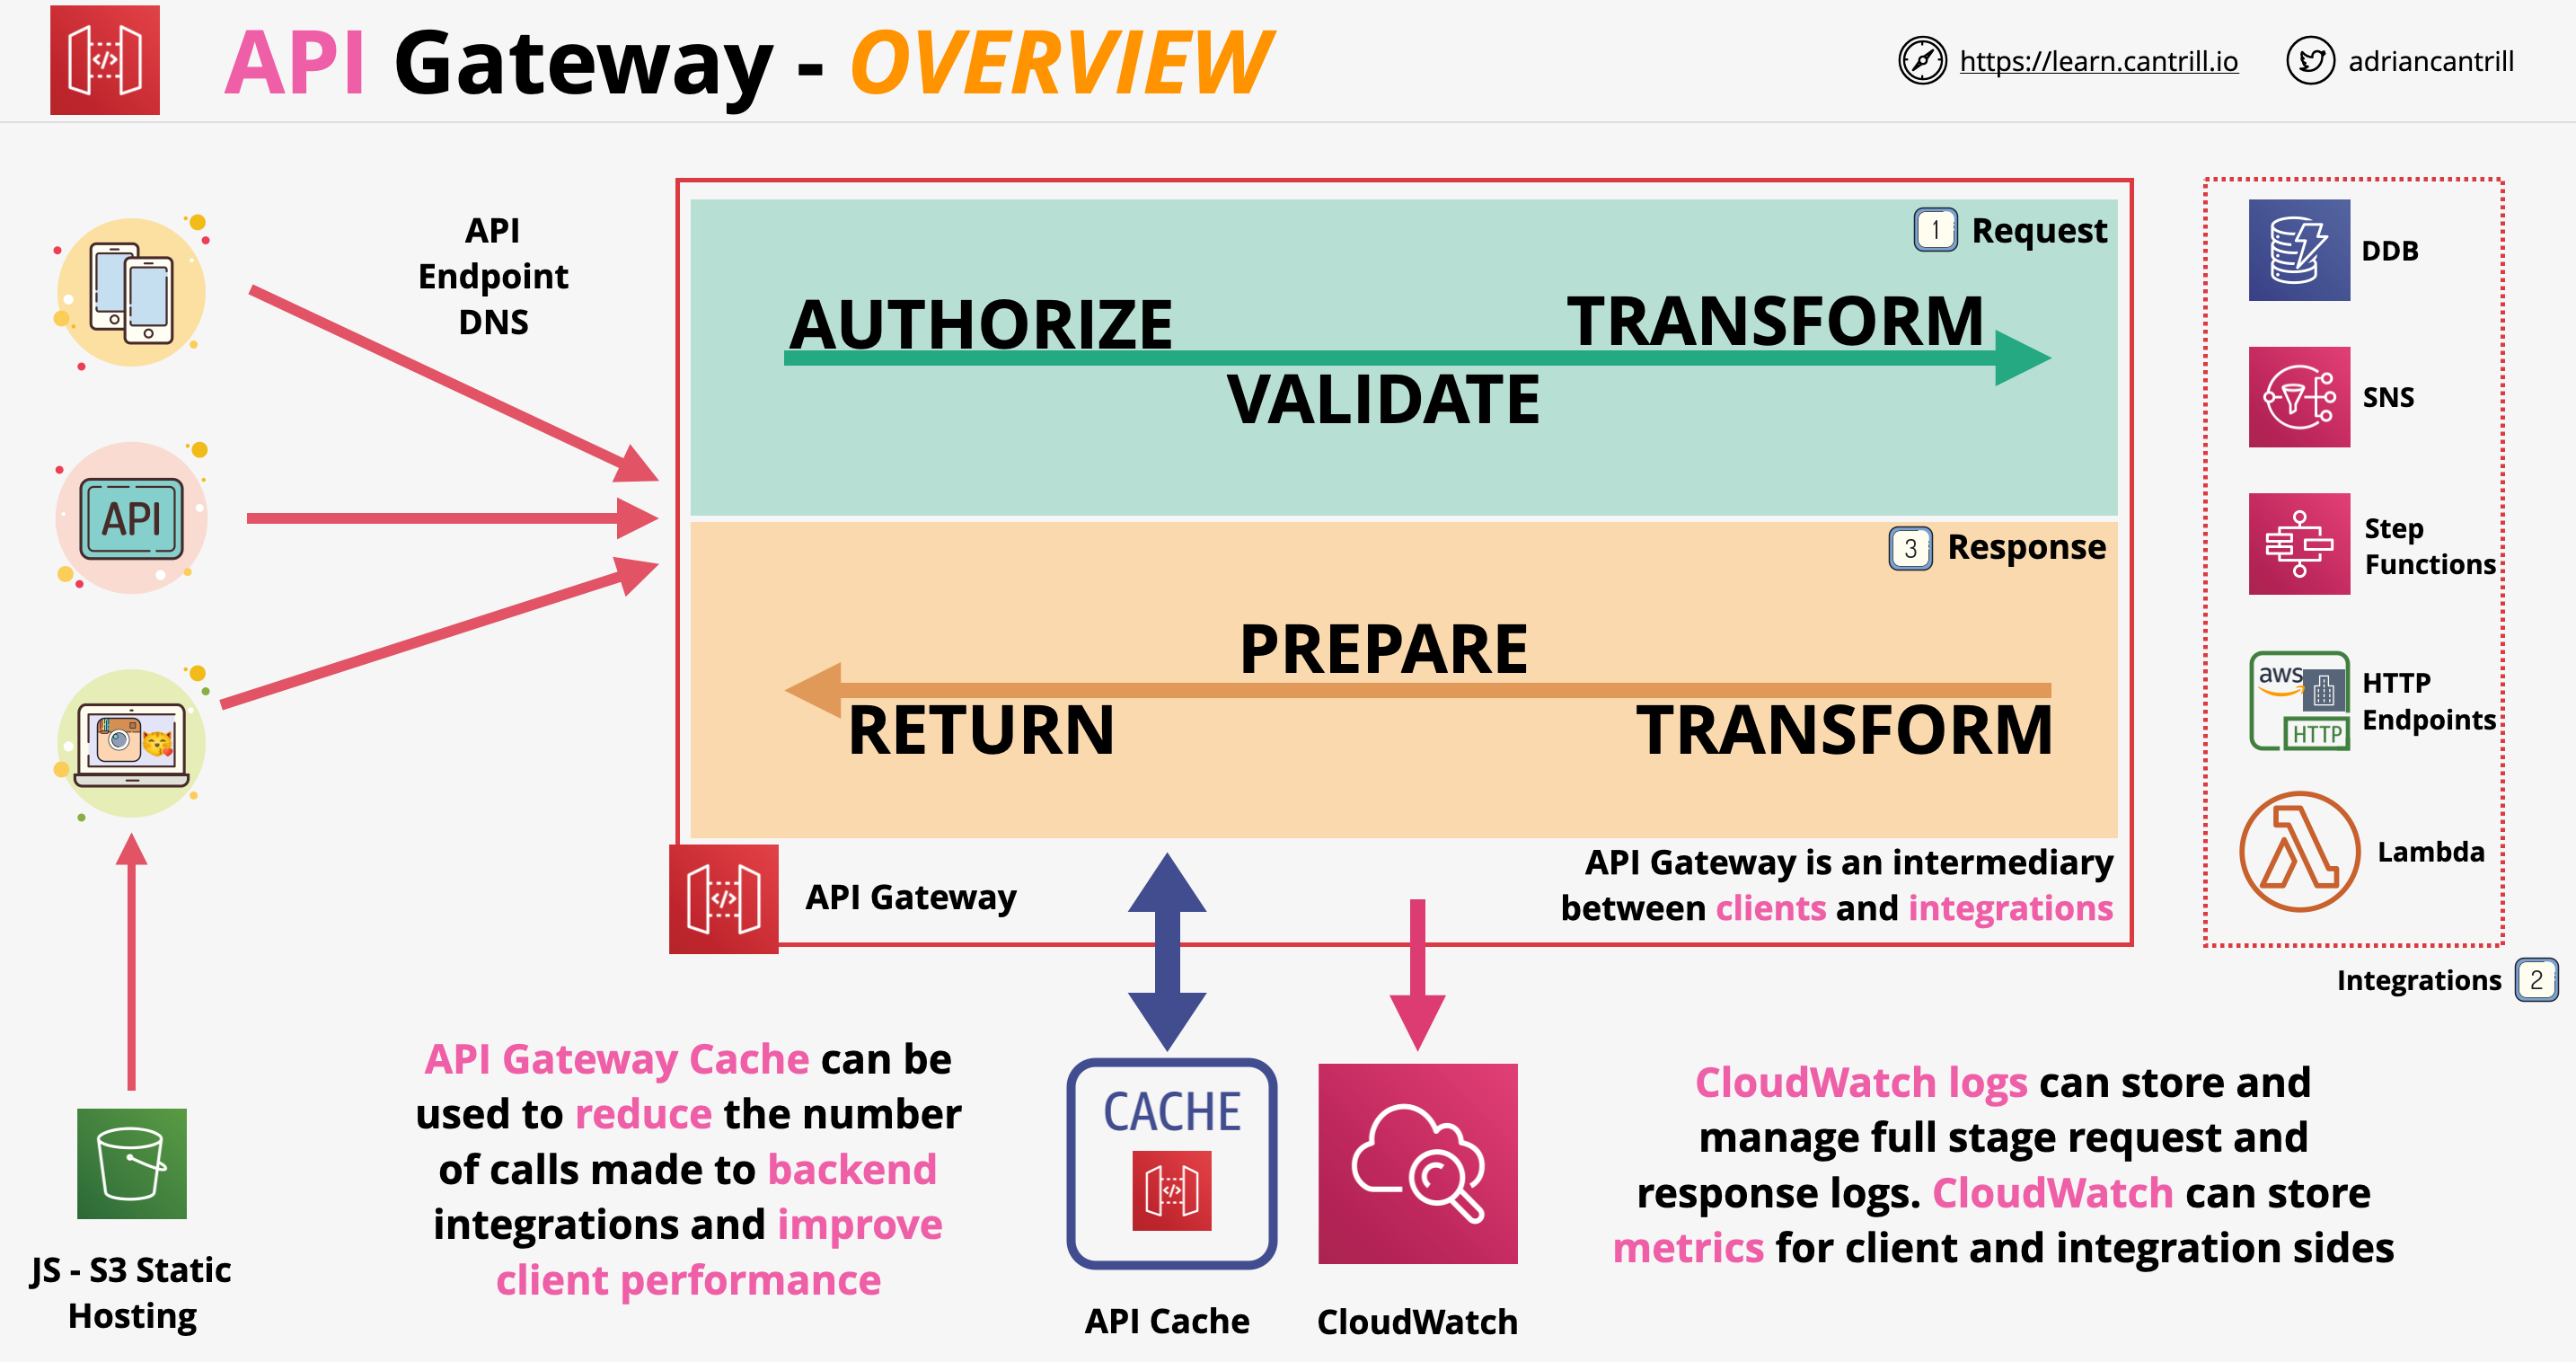 API Gateway - OVERVIEW
https://learn.cantrill.io
adriancantrill
API
Endpoint
DNS
1 Request
AUTHORIZE
TRANSFORM
VALIDATE
3 Response
PREPARE
RETURN
TRANSFORM
API Gateway
API Gateway is an intermediary
between clients and integrations
DDB
SNS
Step
Functions
aws
HTTP
HTTP
Endpoints
Lambda
Integrations 2
API
JS - S3 Static
Hosting
API Gateway Cache can be
used to reduce the number
of calls made to backend
integrations and improve
client performance
CACHE
API Cache
CloudWatch
CloudWatch logs can store and
manage full stage request and
response logs. CloudWatch can store
metrics for client and integration sides